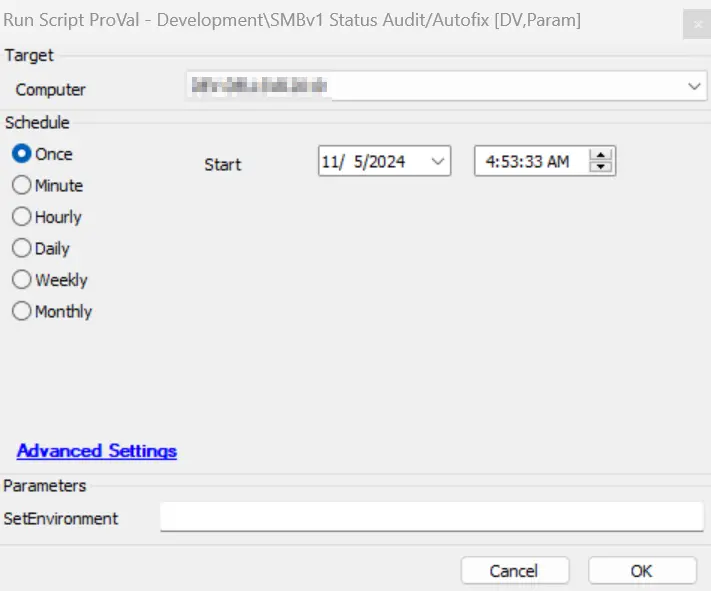 Run Script ProVal - Development\SMBv1 Status Audit/Autofix [DV,Param]
Target
Computer
Schedule
Once
Start
11/ 5/2024
4:53:33 AM
Minute
Hourly
Daily
Weekly
Monthly
Advanced Settings
Parameters
SetEnvironment
Cancel
OK